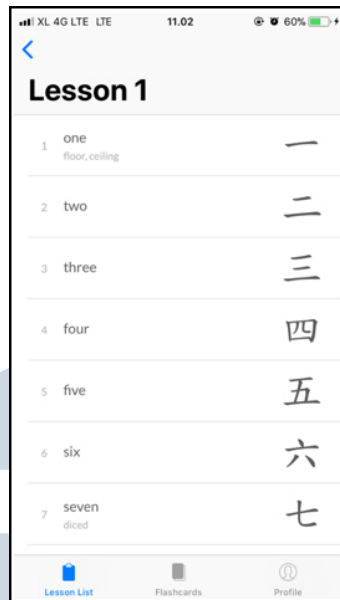 XL 4G LTE LTE 11.02 60%
Lesson 1
1 one 一
floor, ceiling
2 two 二
3 three 三
4 four 四
5 five 五
6 six 六
7 seven 七
diced
Lesson List Flashcards Profile